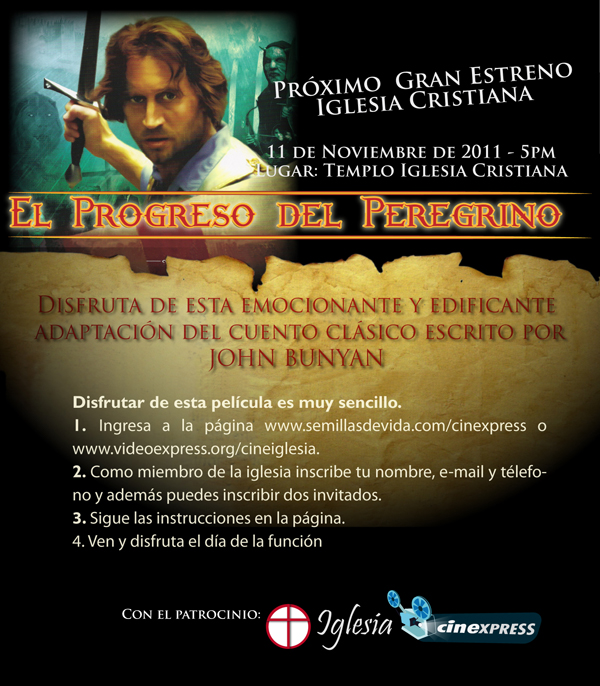 PRÓXIMO GRAN ESTRENO
IGLESIA CRISTIANA
11 DE NOVIEMBRE DE 2011 - 5PM
LUGAR: TEMPLO IGLESIA CRISTIANA
EL PROGRESO DEL PEREGRINO
DISFRUTA DE ESTA EMOCIONANTE Y EDIFICANTE
ADAPTACIÓN DEL CUENTO CLÁSICO ESCRITO POR
JOHN BUNYAN
Disfrutar de esta película es muy sencillo.
1. Ingresa a la página www.semillasdevida.com/cinexpress o
www.videoexpress.org/cineiglesia.
2. Como miembro de la iglesia inscribe tu nombre, e-mail y télefo-
no y además puedes inscribir dos invitados.
3. Sigue las instrucciones en la página.
4. Ven y disfruta el día de la función
CON EL PATROCINIO:
Iglesia
cinexpress